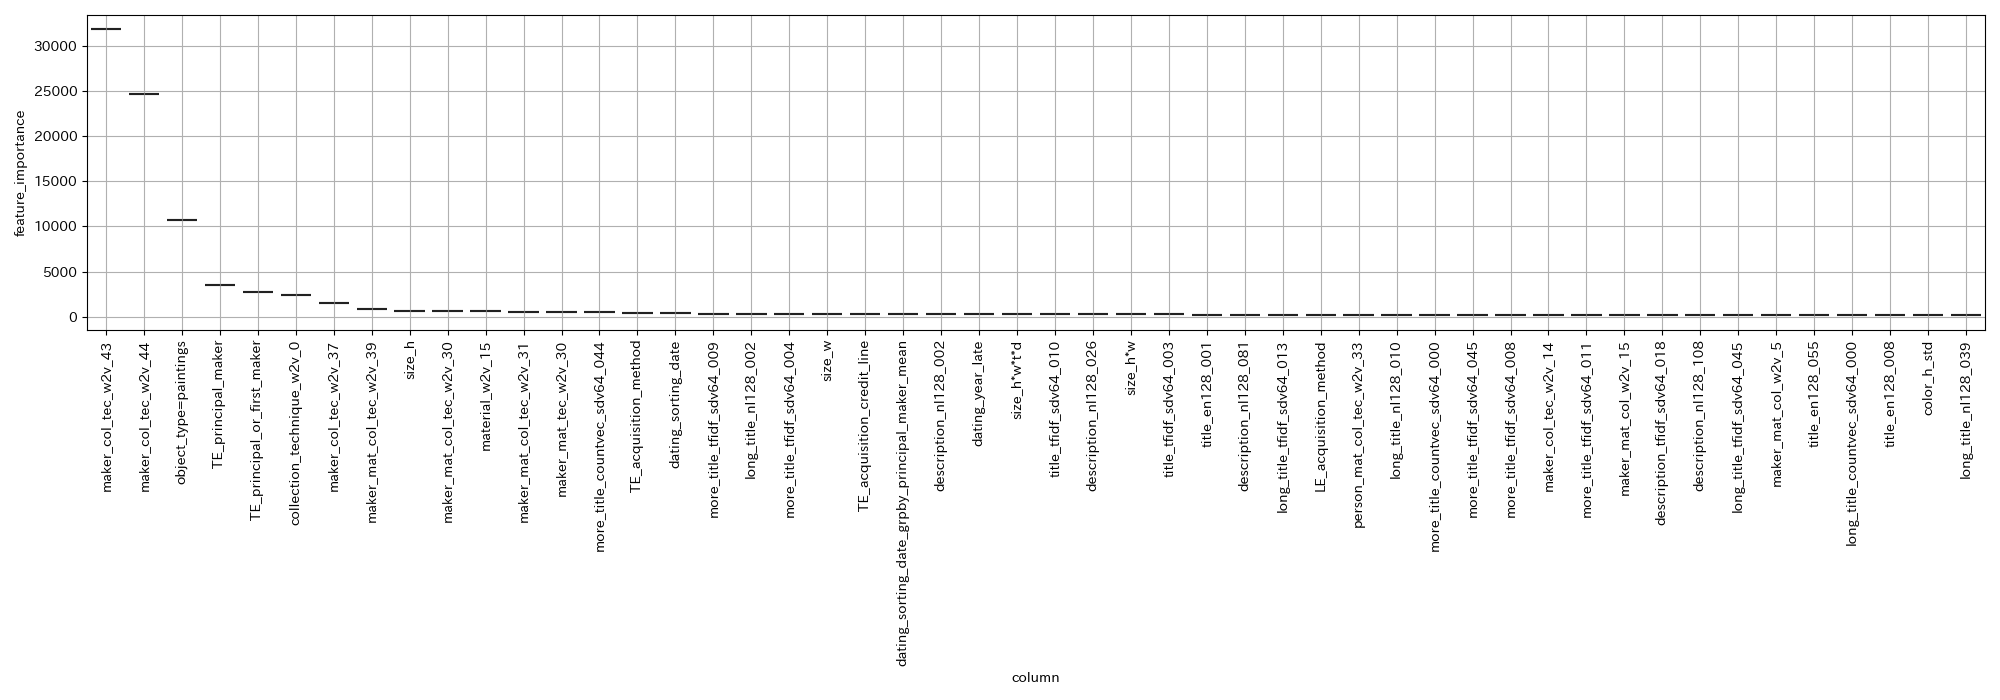 30000
25000
20000
15000
10000
5000
0
feature_importance
maker_col_tec_w2v_43
maker_col_tec_w2v_44
object_type=paintings
TE_principal_maker
TE_principal_or_first_maker
collection_technique_w2v_0
maker_col_tec_w2v_37
maker_mat_col_tec_w2v_39
size_h
maker_mat_col_tec_w2v_30
material_w2v_15
maker_mat_col_tec_w2v_31
maker_mat_tec_w2v_30
more_title_countvec_sdv64_044
TE_acquisition_method
dating_sorting_date
more_title_tfidf_sdv64_009
long_title_nl128_002
more_title_tfidf_sdv64_004
size_w
TE_acquisition_credit_line
dating_sorting_date_grpby_principal_maker_mean
description_nl128_002
dating_year_late
size_h*w*t*d
title_tfidf_sdv64_010
description_nl128_026
size_h*w
title_tfidf_sdv64_003
title_en128_001
description_nl128_081
long_title_tfidf_sdv64_013
LE_acquisition_method
person_mat_col_tec_w2v_33
long_title_nl128_010
more_title_countvec_sdv64_000
more_title_tfidf_sdv64_045
more_title_tfidf_sdv64_008
maker_col_tec_w2v_14
more_title_tfidf_sdv64_011
maker_mat_col_w2v_15
description_tfidf_sdv64_018
description_nl128_108
long_title_tfidf_sdv64_045
maker_mat_col_w2v_5
title_en128_055
long_title_countvec_sdv64_000
title_en128_008
color_h_std
long_title_nl128_039
column